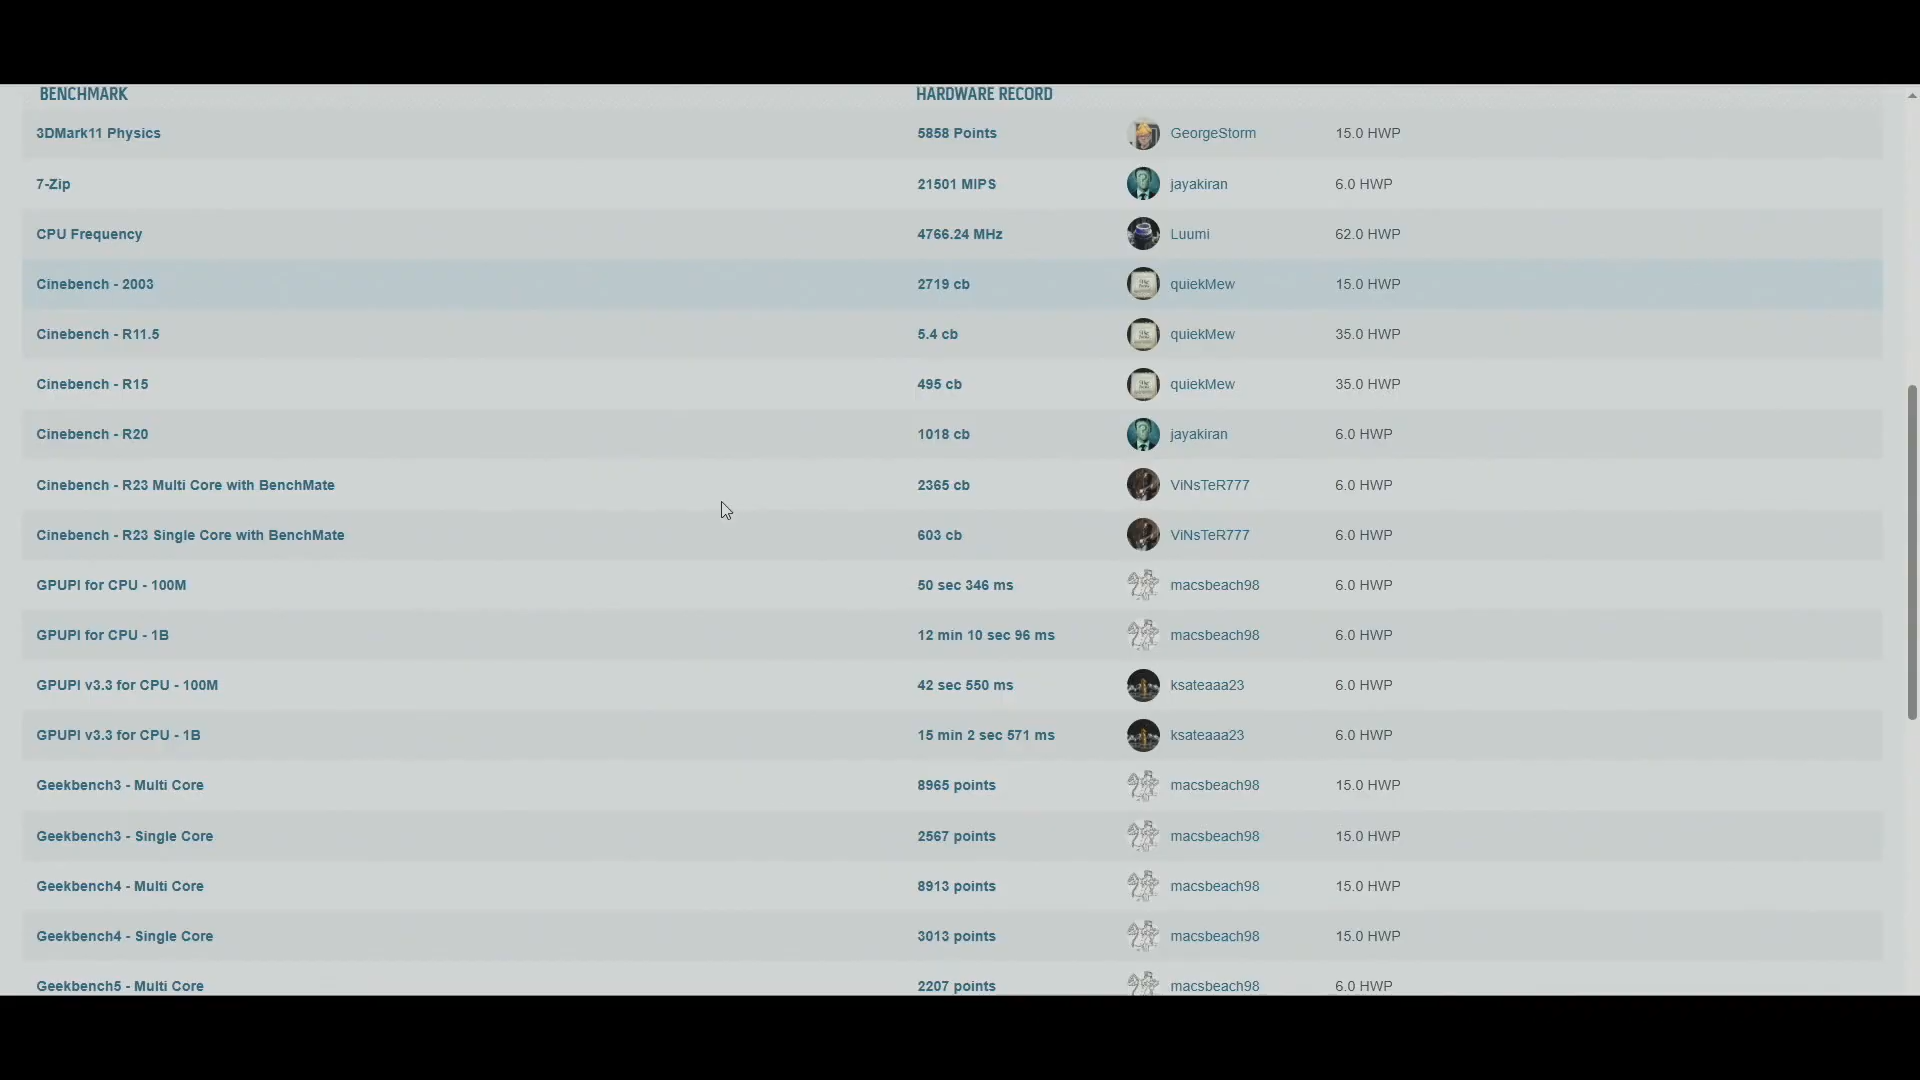 BENCHMARK HARDWARE RECORD
3DMark11 Physics 5858 Points GeorgeStorm 15.0 HWP
7-Zip 21501 MIPS jayakiran 6.0 HWP
CPU Frequency 4766.24 MHz Luumi 62.0 HWP
Cinebench - 2003 2719 cb quiekMew 15.0 HWP
Cinebench - R11.5 5.4 cb quiekMew 35.0 HWP
Cinebench - R15 495 cb quiekMew 35.0 HWP
Cinebench - R20 1018 cb jayakiran 6.0 HWP
Cinebench - R23 Multi Core with BenchMate 2365 cb ViNsTeR777 6.0 HWP
Cinebench - R23 Single Core with BenchMate 603 cb ViNsTeR777 6.0 HWP
GPUPI for CPU - 100M 50 sec 346 ms macsbeach98 6.0 HWP
GPUPI for CPU - 1B 12 min 10 sec 96 ms macsbeach98 6.0 HWP
GPUPI v3.3 for CPU - 100M 42 sec 550 ms ksateaaa23 6.0 HWP
GPUPI v3.3 for CPU - 1B 15 min 2 sec 571 ms ksateaaa23 6.0 HWP
Geekbench3 - Multi Core 8965 points macsbeach98 15.0 HWP
Geekbench3 - Single Core 2567 points macsbeach98 15.0 HWP
Geekbench4 - Multi Core 8913 points macsbeach98 15.0 HWP
Geekbench4 - Single Core 3013 points macsbeach98 15.0 HWP
Geekbench5 - Multi Core 2207 points macsbeach98 6.0 HWP